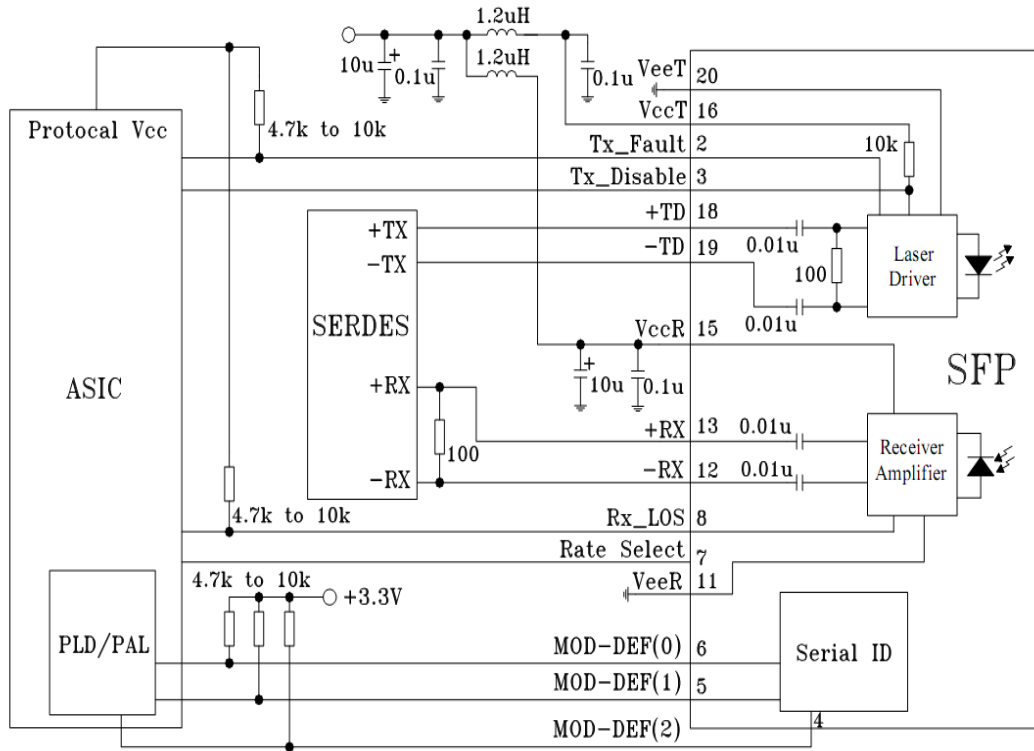 1.2uH
10u
+
0.1u
1.2uH
0.1u
VeeT
20
VccT
16
Protocal Vcc
4.7k to 10k
Tx_Fault
2
10k
Tx_Disable
3
+TD
18
+TX
-TD
19
0.01u
-TX
100
Laser
Driver
SERDES
0.01u
VccR
15
ASIC
+
10u
0.1u
SFP
+RX
+RX
13
0.01u
100
Receiver
Amplifier
-RX
-RX
12
0.01u
4.7k to 10k
Rx_LOS
8
Rate Select
7
4.7k to 10k
VeeR
11
+3.3V
PLD/PAL
MOD-DEF(0)
6
Serial ID
MOD-DEF(1)
5
MOD-DEF(2)
4